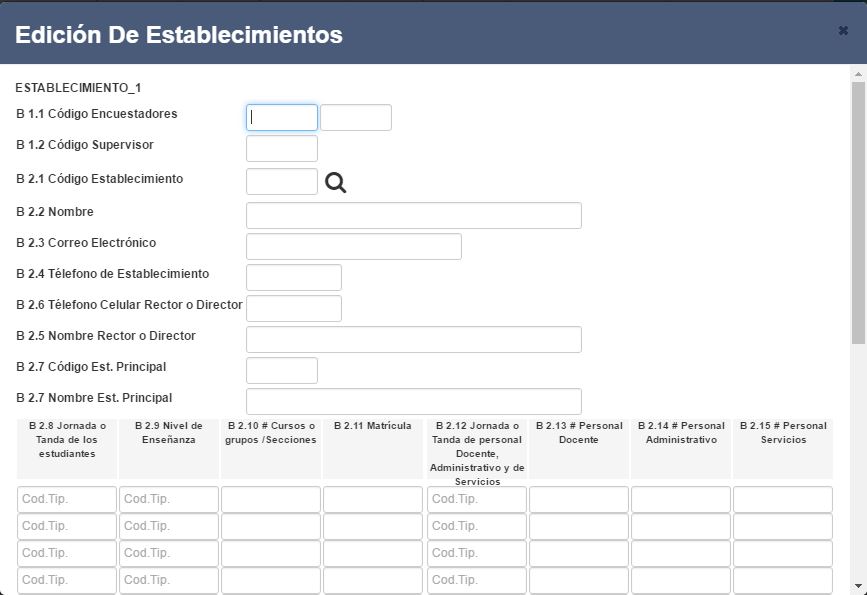 Edición De Establecimientos
ESTABLECIMIENTO_1
B 1.1 Código Encuestadores
B 1.2 Código Supervisor
B 2.1 Código Establecimiento
B 2.2 Nombre
B 2.3 Correo Electrónico
B 2.4 Télefono de Establecimiento
B 2.6 Télefono Celular Rector o Director
B 2.5 Nombre Rector o Director
B 2.7 Código Est. Principal
B 2.7 Nombre Est. Principal
B 2.8 Jornada o
Tanda de los
estudiantes
B 2.9 Nivel de
Enseñanza
B 2.10 # Cursos o
grupos /Secciones
B 2.11 Matrícula
B 2.12 Jornada o
Tanda de personal
Docente,
Administrativo y de
Servicios
B 2.13 # Personal
Docente
B 2.14 # Personal
Administrativo
B 2.15 # Personal
Servicios
Cod.Tip. Cod.Tip. Cod.Tip.
Cod.Tip. Cod.Tip. Cod.Tip.
Cod.Tip. Cod.Tip. Cod.Tip.
Cod.Tip. Cod.Tip. Cod.Tip.